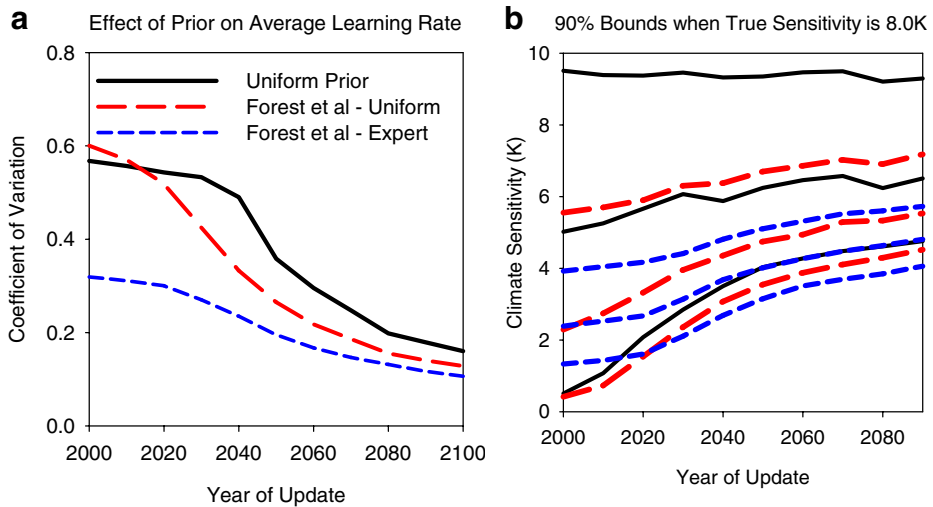 a
Effect of Prior on Average Learning Rate
0.8
0.6
0.4
0.2
0.0
Coefficient of Variation
Uniform Prior
Forest et al - Uniform
Forest et al - Expert
2000 2020 2040 2060 2080 2100
Year of Update
b
90% Bounds when True Sensitivity is 8.0K
10
8
6
4
2
0
Climate Sensitivity (K)
2000 2020 2040 2060 2080
Year of Update